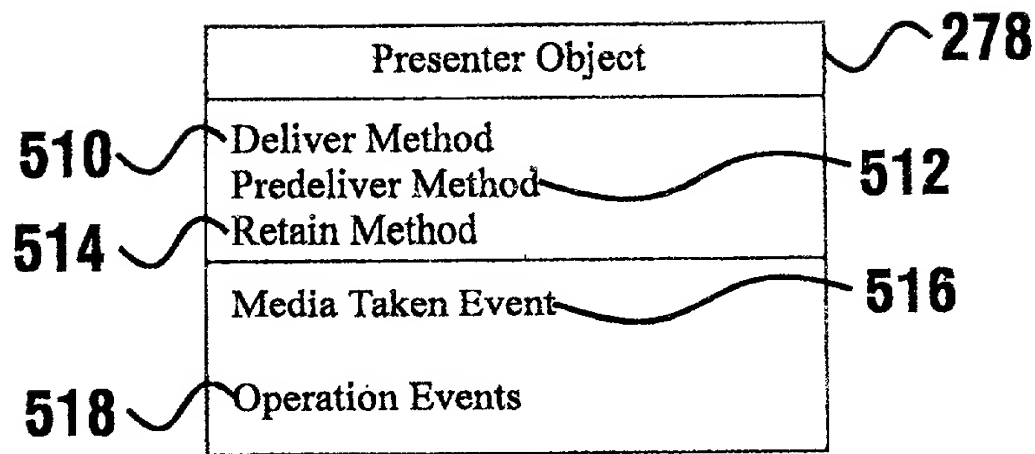 Presenter Object 278
510 Deliver Method
Predeliver Method 512
514 Retain Method
Media Taken Event 516
518 Operation Events